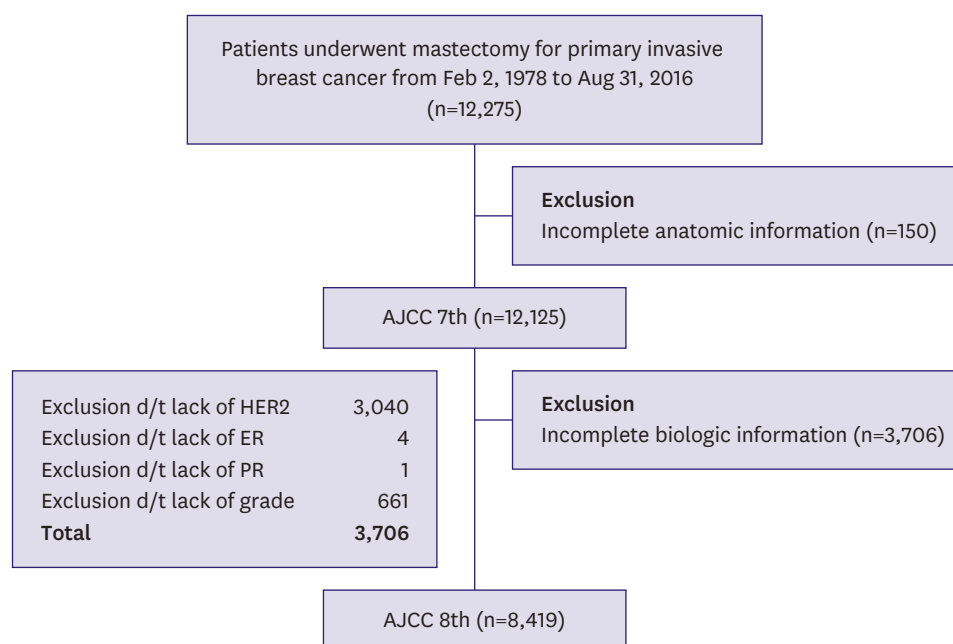 Patients underwent mastectomy for primary invasive
breast cancer from Feb 2, 1978 to Aug 31, 2016
(n=12,275)
Exclusion
Incomplete anatomic information (n=150)
AJCC 7th (n=12,125)
Exclusion d/t lack of HER2 3,040
Exclusion d/t lack of ER 4
Exclusion d/t lack of PR 1
Exclusion d/t lack of grade 661
Total 3,706
Exclusion
Incomplete biologic information (n=3,706)
AJCC 8th (n=8,419)